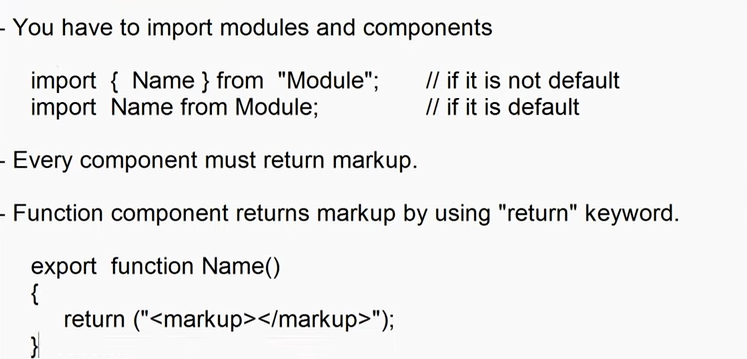 - You have to import modules and components
import { Name } from "Module"; // if it is not default
import Name from Module; // if it is default
- Every component must return markup.
- Function component returns markup by using "return" keyword.
export function Name()
{
return ("<markup></markup>");
}